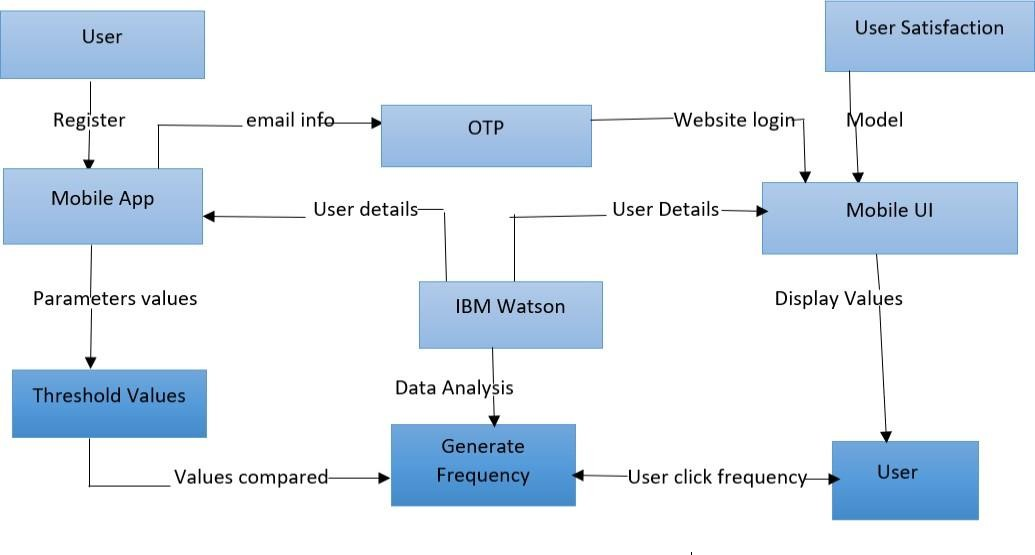 User
User Satisfaction
Register
email info
OTP
Website login
Model
Mobile App
User details
User Details
Mobile UI
Parameters values
IBM Watson
Display Values
Threshold Values
Data Analysis
Generate
Frequency
Values compared
User click frequency
User